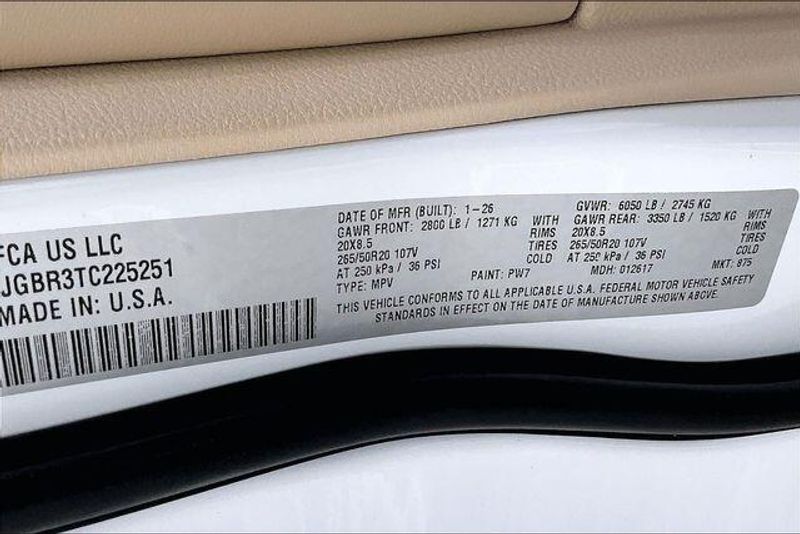 FCA US LLC
JGBR3TC225251
MADE IN: U.S.A.
DATE OF MFR (BUILT): 1-26 GVWR: 6050 LB / 2745 KG
GAWR FRONT: 2800 LB / 1271 KG WITH GAWR REAR: 3350 LB / 1520 KG WITH
20X8.5 RIMS 20X8.5 RIMS
265/50R20 107V TIRES 265/50R20 107V TIRES
AT 250 kPa / 36 PSI COLD AT 250 kPa / 36 PSI COLD
TYPE: MPV PAINT: PW7 MDH: 012617 MKT: 875
THIS VEHICLE CONFORMS TO ALL APPLICABLE U.S.A. FEDERAL MOTOR VEHICLE SAFETY
STANDARDS IN EFFECT ON THE DATE OF MANUFACTURE SHOWN ABOVE.